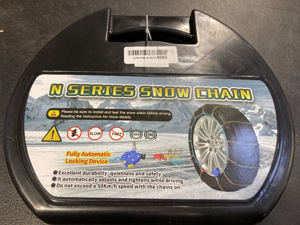 N SERIES SNOW CHAIN
Please be sure to install and test the snow chain before driving.
Reading the instruction for more details.
SLOW
FAST
Fully Automatic
Locking Device
Excellent durability, quietness and safety.
It automatically adjusts and tightens while driving.
Do not exceed a 50Km/h speed with the chains on.